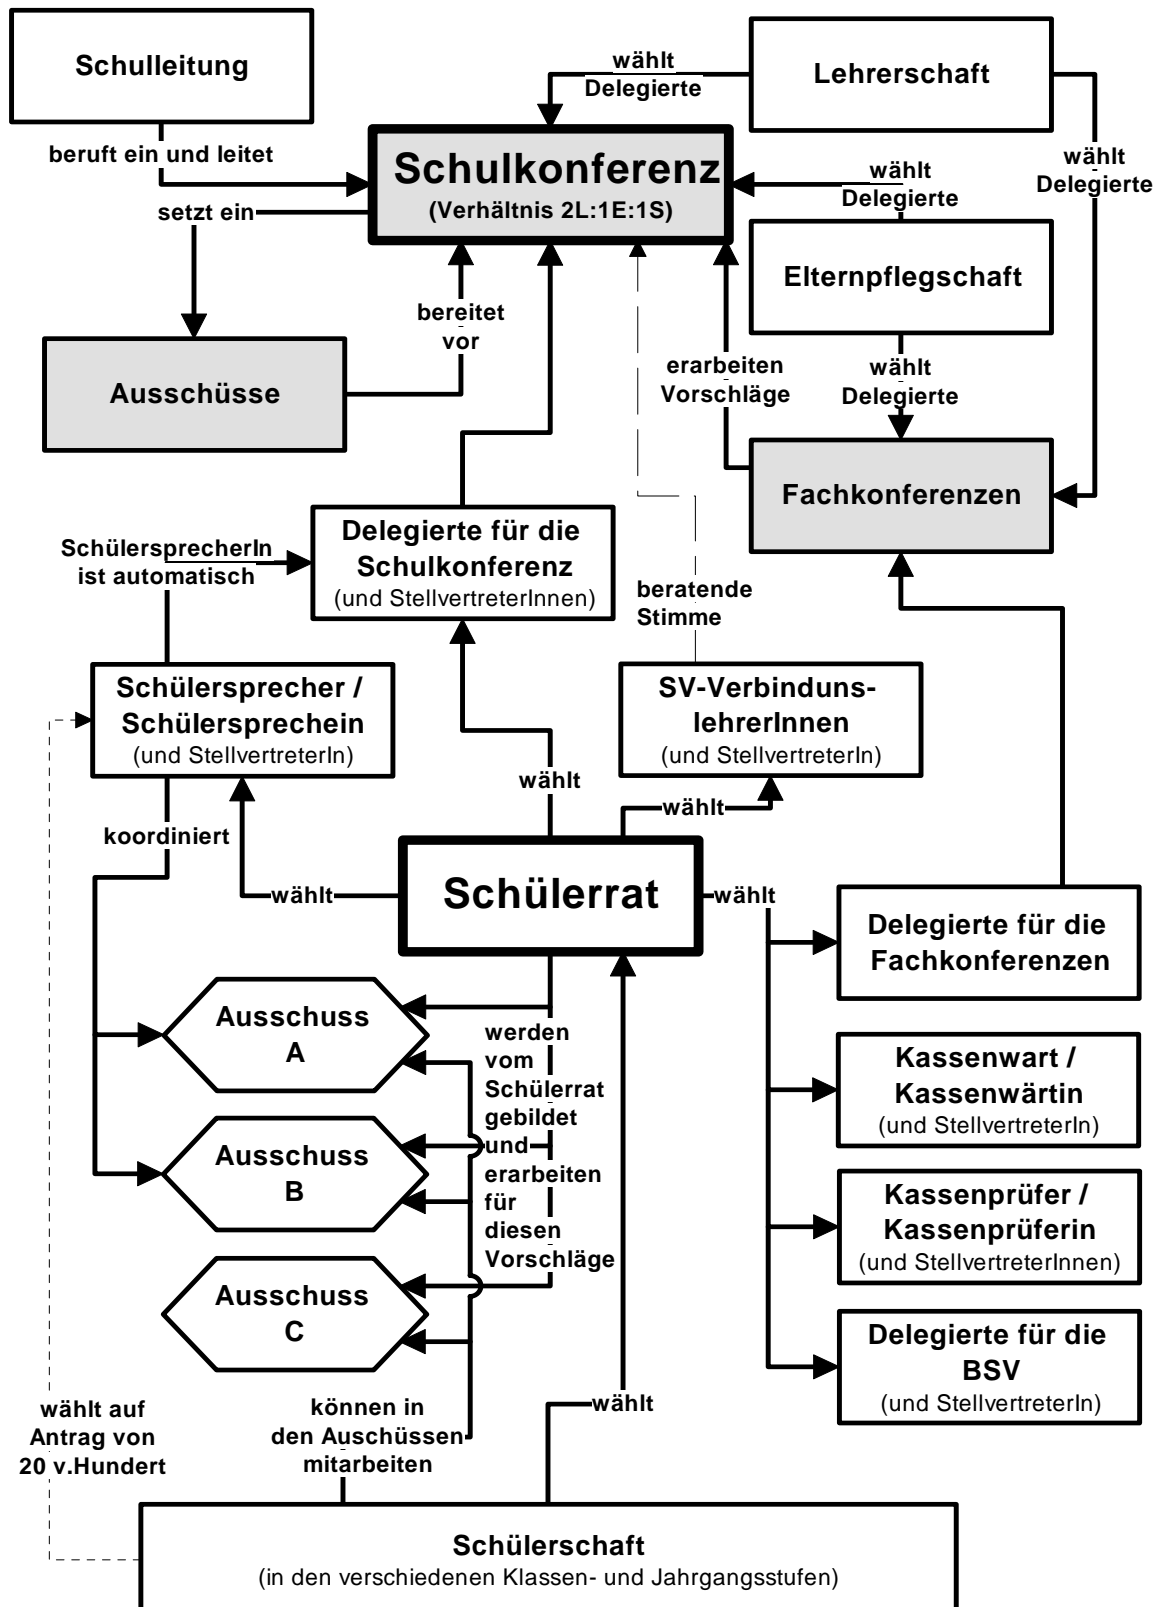 Schulleitung
wählt
Delegierte
Lehrerschaft
beruft ein und leitet
Schulkonferenz
(Verhältnis 2L:1E:1S)
wählt
Delegierte
wählt
Delegierte
setzt ein
Elternpflegschaft
bereitet
vor
Ausschüsse
erarbeiten
Vorschläge
wählt
Delegierte
Fachkonferenzen
SchülersprecherIn
ist automatisch
Delegierte für die
Schulkonferenz
(und StellvertreterInnen)
beratende
Stimme
Schülersprecher /
Schülersprechein
(und StellvertreterIn)
SV-Verbinduns-
lehrerInnen
(und StellvertreterIn)
wählt
wählt
koordiniert
wählt
Schülerrat
wählt
Delegierte für die
Fachkonferenzen
Ausschuss
A
werden
vom
Schülerrat
gebildet
und
erarbeiten
für
diesen
Vorschläge
Kassenwart /
Kassenwärtin
(und StellvertreterIn)
Ausschuss
B
Kassenprüfer /
Kassenprüferin
(und StellvertreterInnen)
Ausschuss
C
Delegierte für die
BSV
(und StellvertreterIn)
wählt auf
Antrag von
20 v.Hundert
können in
den Auschüssen
mitarbeiten
wählt
Schülerschaft
(in den verschiedenen Klassen- und Jahrgangsstufen)